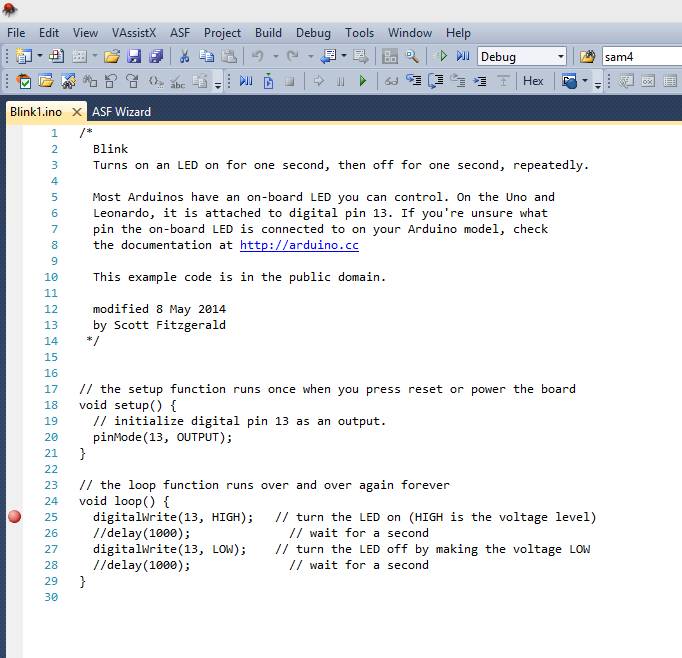 File Edit View VAssistX ASF Project Build Debug Tools Window Help
Debug sam4
abc Hex
Blink1.ino ASF Wizard
1 /*
2 Blink
3 Turns on an LED on for one second, then off for one second, repeatedly.
4
5 Most Arduinos have an on-board LED you can control. On the Uno and
6 Leonardo, it is attached to digital pin 13. If you're unsure what
7 pin the on-board LED is connected to on your Arduino model, check
8 the documentation at http://arduino.cc
9
10 This example code is in the public domain.
11
12 modified 8 May 2014
13 by Scott Fitzgerald
14 */
15
16
17 // the setup function runs once when you press reset or power the board
18 void setup() {
19 // initialize digital pin 13 as an output.
20 pinMode(13, OUTPUT);
21 }
22
23 // the loop function runs over and over again forever
24 void loop() {
25 digitalWrite(13, HIGH); // turn the LED on (HIGH is the voltage level)
26 //delay(1000); // wait for a second
27 digitalWrite(13, LOW); // turn the LED off by making the voltage LOW
28 //delay(1000); // wait for a second
29 }
30